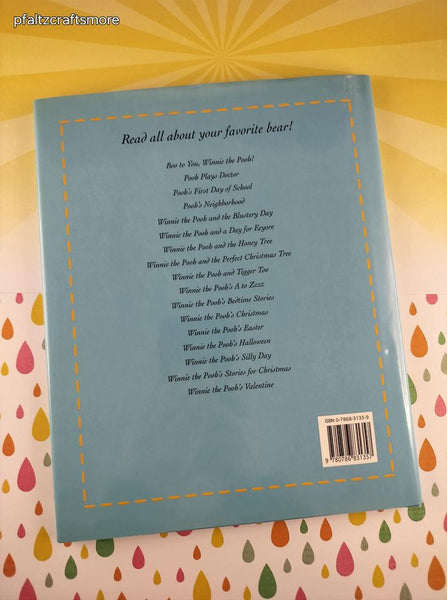 pfaltzcraftsmore
Read all about your favorite bear!
Boo to You, Winnie the Pooh!
Pooh Plays Doctor
Pooh's First Day of School
Pooh's Neighborhood
Winnie the Pooh and the Blustery Day
Winnie the Pooh and a Day for Eeyore
Winnie the Pooh and the Honey Tree
Winnie the Pooh and the Perfect Christmas Tree
Winnie the Pooh and Tigger Too
Winnie the Pooh's A to Zzzz
Winnie the Pooh's Bedtime Stories
Winnie the Pooh's Christmas
Winnie the Pooh's Easter
Winnie the Pooh's Halloween
Winnie the Pooh's Silly Day
Winnie the Pooh's Stories for Christmas
Winnie the Pooh's Valentine
ISBN 0-7868-3135-9
9 780786 831357